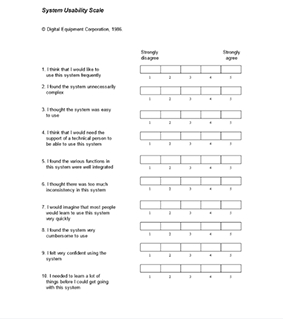 System Usability Scale
© Digital Equipment Corporation, 1986.
Strongly Strongly
disagree agree
1. I think that I would like to
use this system frequently
1 2 3 4 5
2. I found the system unnecessarily
complex
1 2 3 4 5
3. I thought the system was easy
to use
1 2 3 4 5
4. I think that I would need the
support of a technical person to
be able to use this system
1 2 3 4 5
5. I found the various functions in
this system were well integrated
1 2 3 4 5
6. I thought there was too much
inconsistency in this system
1 2 3 4 5
7. I would imagine that most people
would learn to use this system
very quickly
1 2 3 4 5
8. I found the system very
cumbersome to use
1 2 3 4 5
9. I felt very confident using the
system
1 2 3 4 5
10. I needed to learn a lot of
things before I could get going
with this system
1 2 3 4 5